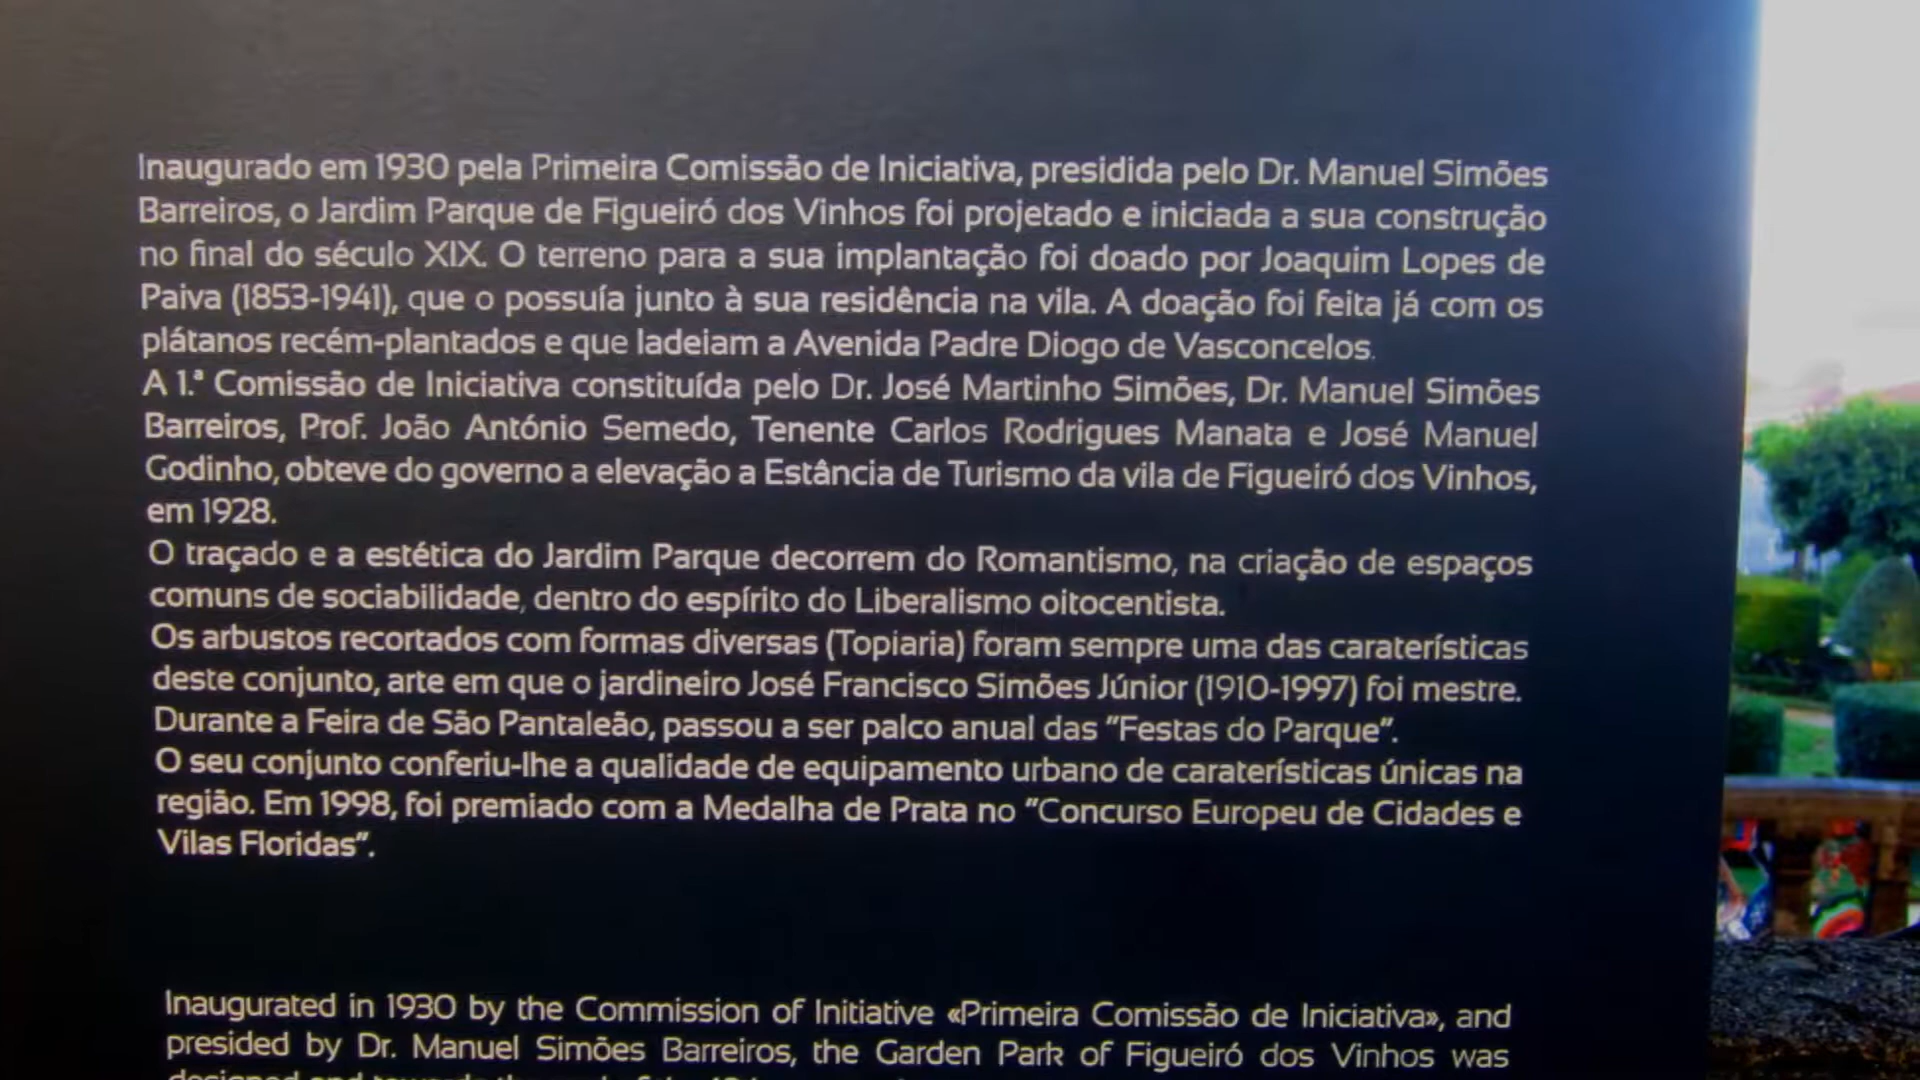 Inaugurado em 1930 pela Primeira Comissão de Iniciativa, presidida pelo Dr. Manuel Simões
Barreiros, o Jardim Parque de Figueiró dos Vinhos foi projetado e iniciada a sua construção
no final do século XIX. O terreno para a sua implantação foi doado por Joaquim Lopes de
Paiva (1853-1941), que o possuía junto à sua residência na vila. A doação foi feita já com os
plátanos recém-plantados e que ladeiam a Avenida Padre Diogo de Vasconcelos.
A 1.ª Comissão de Iniciativa constituída pelo Dr. José Martinho Simões, Dr. Manuel Simões
Barreiros, Prof. João António Semedo, Tenente Carlos Rodrigues Manata e José Manuel
Godinho, obteve do governo a elevação a Estância de Turismo da vila de Figueiró dos Vinhos,
em 1928.
O traçado e a estética do Jardim Parque decorrem do Romantismo, na criação de espaços
comuns de sociabilidade, dentro do espírito do Liberalismo oitocentista.
Os arbustos recortados com formas diversas (Topiaria) foram sempre uma das caraterísticas
deste conjunto, arte em que o jardineiro José Francisco Simões Júnior (1910-1997) foi mestre.
Durante a Feira de São Pantaleão, passou a ser palco anual das "Festas do Parque".
O seu conjunto conferiu-lhe a qualidade de equipamento urbano de caraterísticas únicas na
região. Em 1998, foi premiado com a Medalha de Prata no "Concurso Europeu de Cidades e
Vilas Floridas".
Inaugurated in 1930 by the Commission of Initiative «Primeira Comissão de Iniciativa», and
presided by Dr. Manuel Simões Barreiros, the Garden Park of Figueiró dos Vinhos was